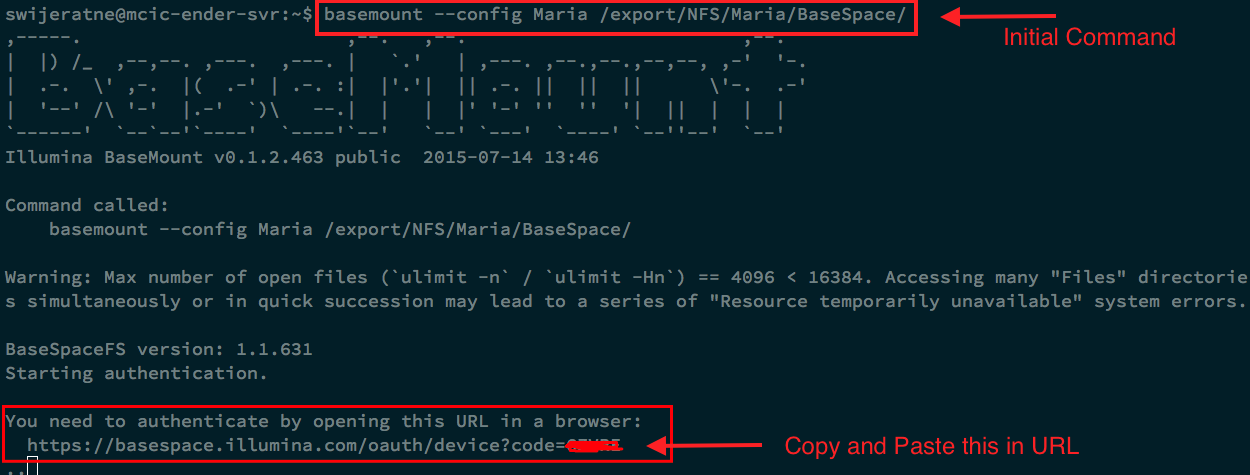 swijeratne@mcic-ender-svr:~$ basemount --config Maria /export/NFS/Maria/BaseSpace/
Initial Command
BaseMount
Illumina BaseMount v0.1.2.463 public  2015-07-14 13:46
Command called:
basemount --config Maria /export/NFS/Maria/BaseSpace/
Warning: Max number of open files (`ulimit -n` / `ulimit -Hn`) == 4096 < 16384. Accessing many "Files" directorie
s simultaneously or in quick succession may lead to a series of "Resource temporarily unavailable" system errors.
BaseSpaceFS version: 1.1.631
Starting authentication.
You need to authenticate by opening this URL in a browser:
https://basespace.illumina.com/oauth/device?code=
Copy and Paste this in URL
..